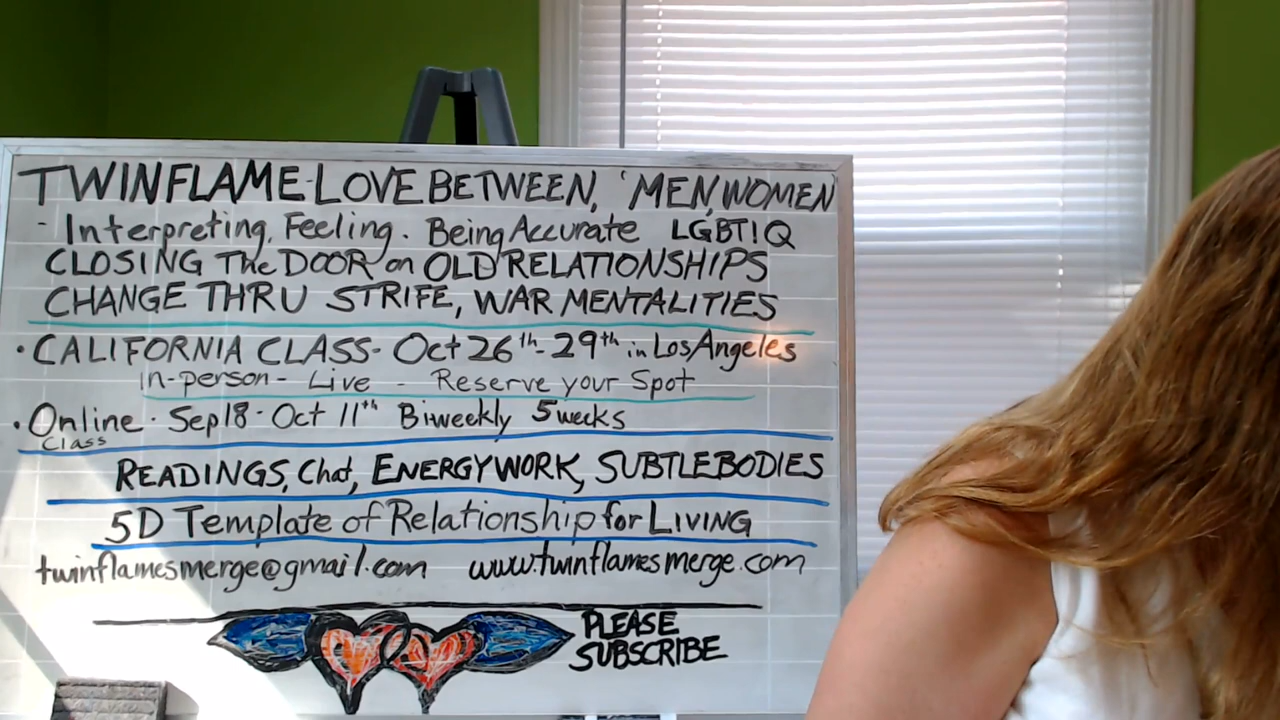 TWINFLAME-LOVE BETWEEN, 'MEN, WOMEN
- Interpreting, Feeling. Being Accurate LGBTIQ
CLOSING The DOOR on OLD RELATIONSHIPS
CHANGE THRU STRIFE, WAR MENTALITIES
• CALIFORNIA CLASS- Oct 26th - 29th in Los Angeles
in-person - Live - Reserve your Spot
• Online · Sep18 - Oct 11th Biweekly 5 weeks
Class
READINGS, Chat, ENERGYWORK, SUBTLEBODIES
5D Template of Relationship for LIVING
twinflamesmerge@gmail.com www.twinflamesmerge.com
PLEASE
SUBSCRIBE